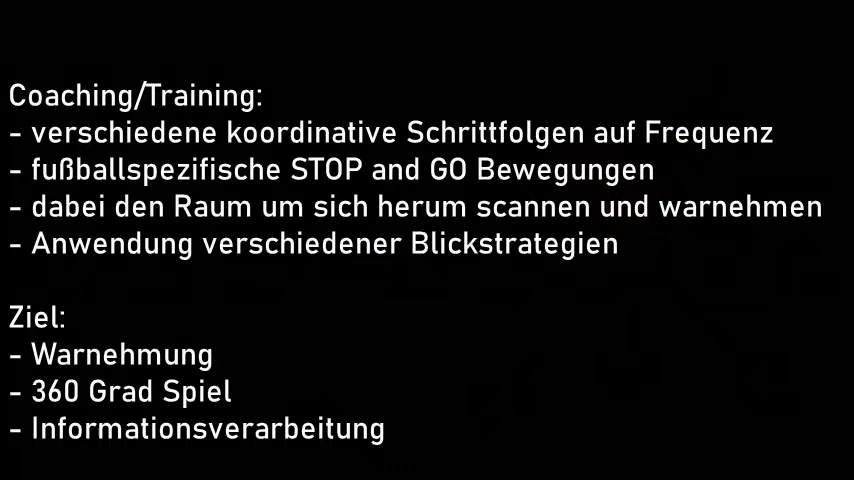 Coaching/Training:
- verschiedene koordinative Schrittfolgen auf Frequenz
- fußballspezifische STOP and GO Bewegungen
- dabei den Raum um sich herum scannen und warnehmen
- Anwendung verschiedener Blickstrategien
Ziel:
- Warnehmung
- 360 Grad Spiel
- Informationsverarbeitung